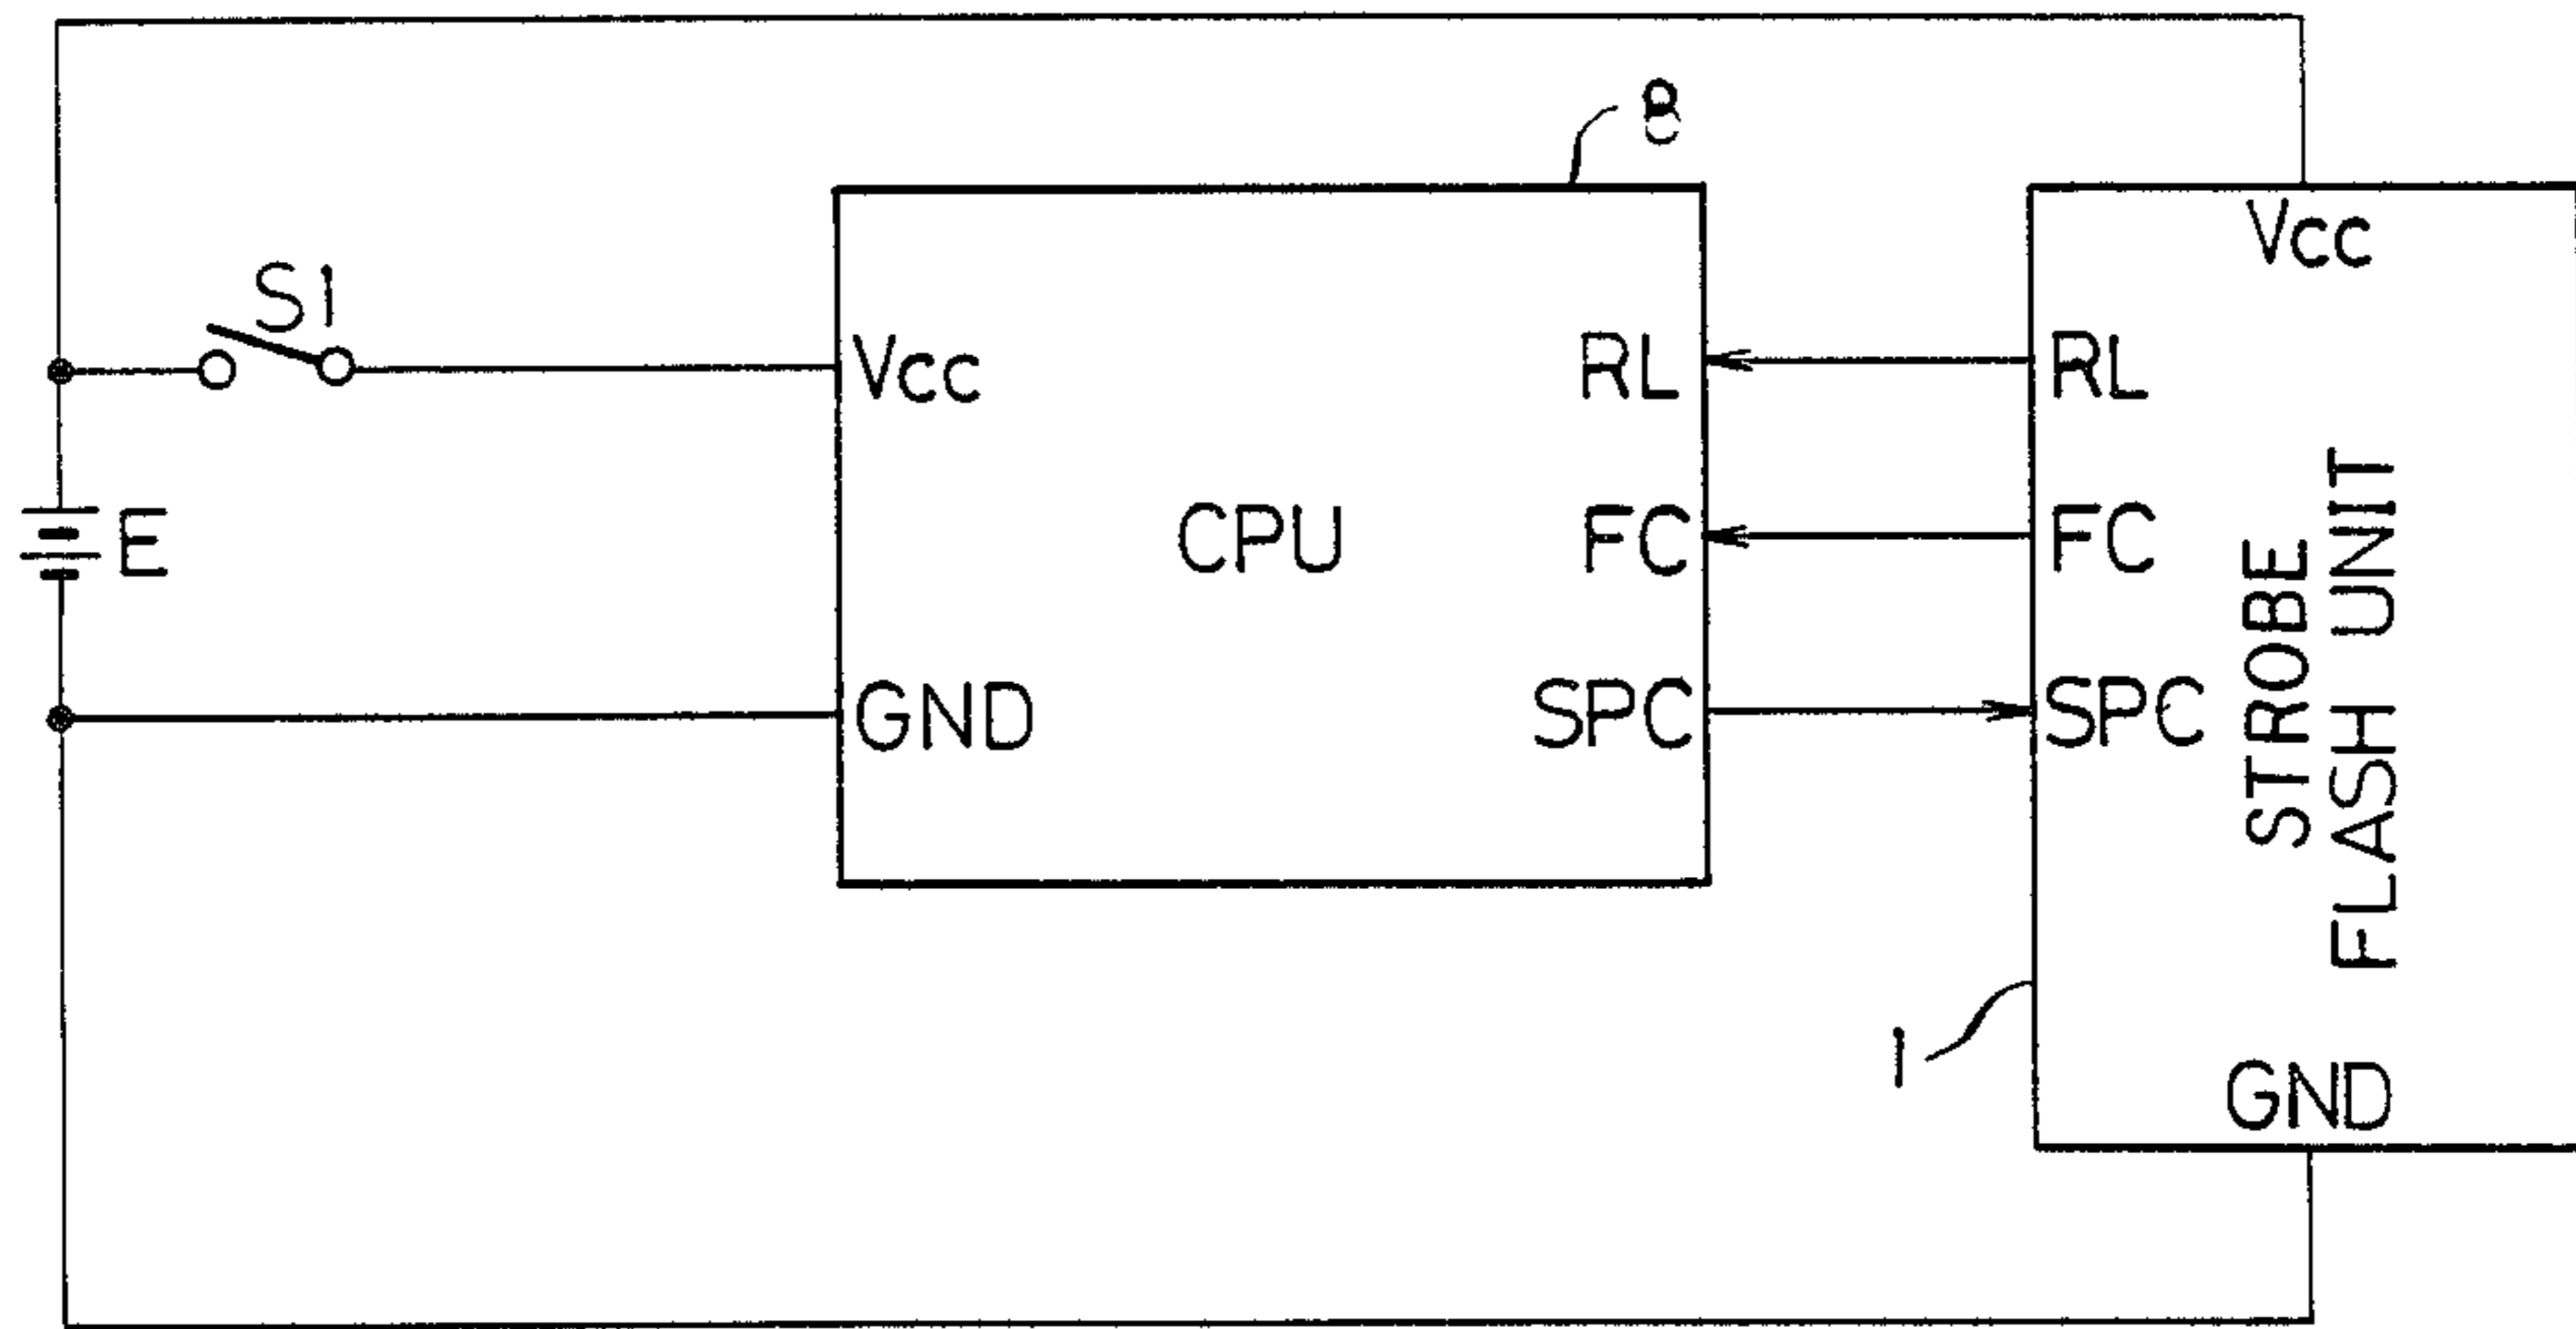 8
Vcc
S1
Vcc
RL
RL
E
CPU
FC
FC
STROBE
FLASH UNIT
GND
SPC
SPC
1
GND